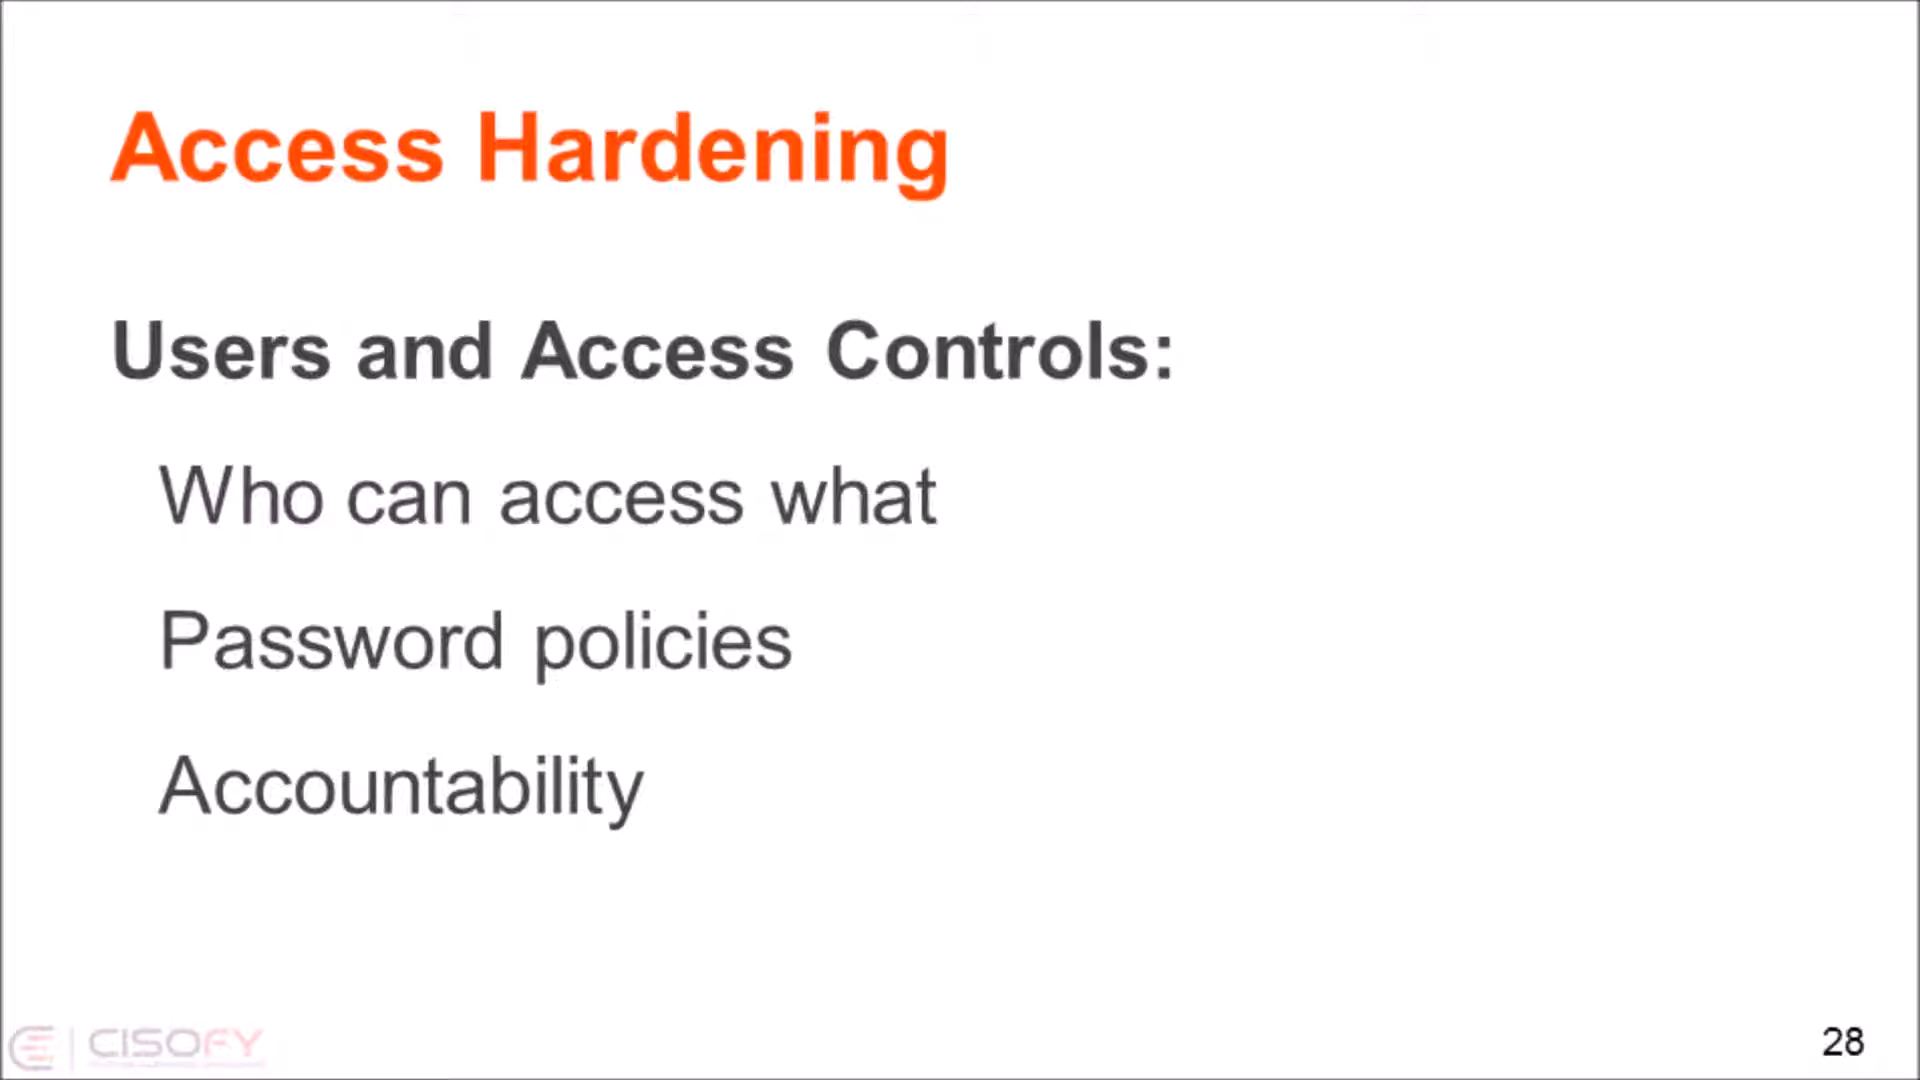 Access Hardening
Users and Access Controls:
Who can access what
Password policies
Accountability
CISOFY
28